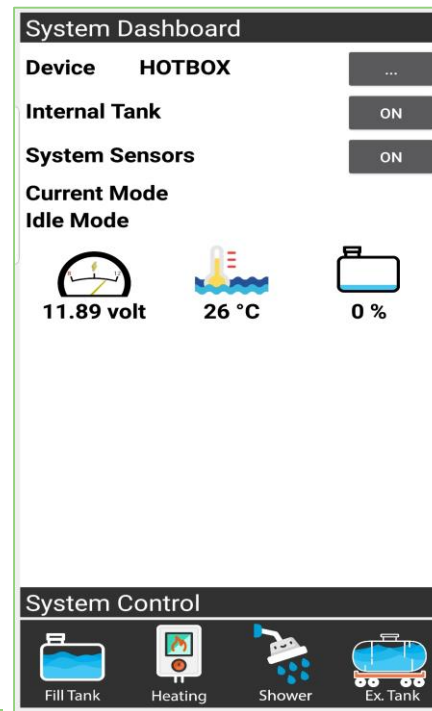 System Dashboard
Device HOTBOX ...
Internal Tank ON
System Sensors ON
Current Mode
Idle Mode
11.89 volt 26 °C 0 %
System Control
Fill Tank Heating Shower Ex. Tank